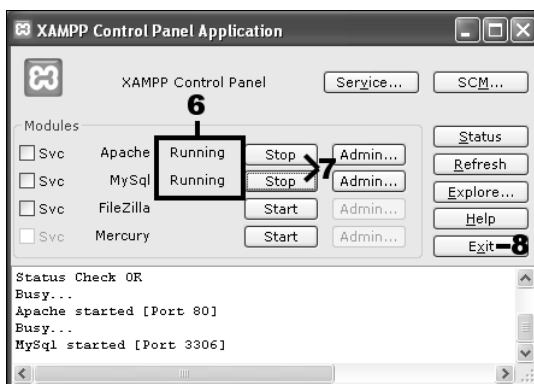 XAMPP Control Panel Application
XAMPP Control Panel
Service...
SCM...
6
Modules
Svc Apache Running Stop Admin...
7
Svc MySql Running Stop Admin...
Svc FileZilla Start Admin...
Svc Mercury Start Admin...
Status
Refresh
Explore...
Help
Exit 8
Status Check OK
Busy...
Apache started [Port 80]
Busy...
MySql started [Port 3306]